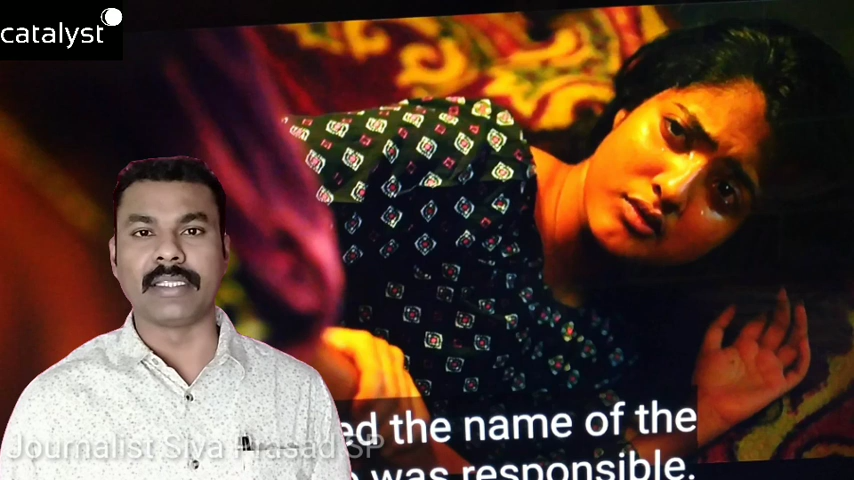 catalyst
ed the name of the
Journalist Siva Prasad SP
was responsible.